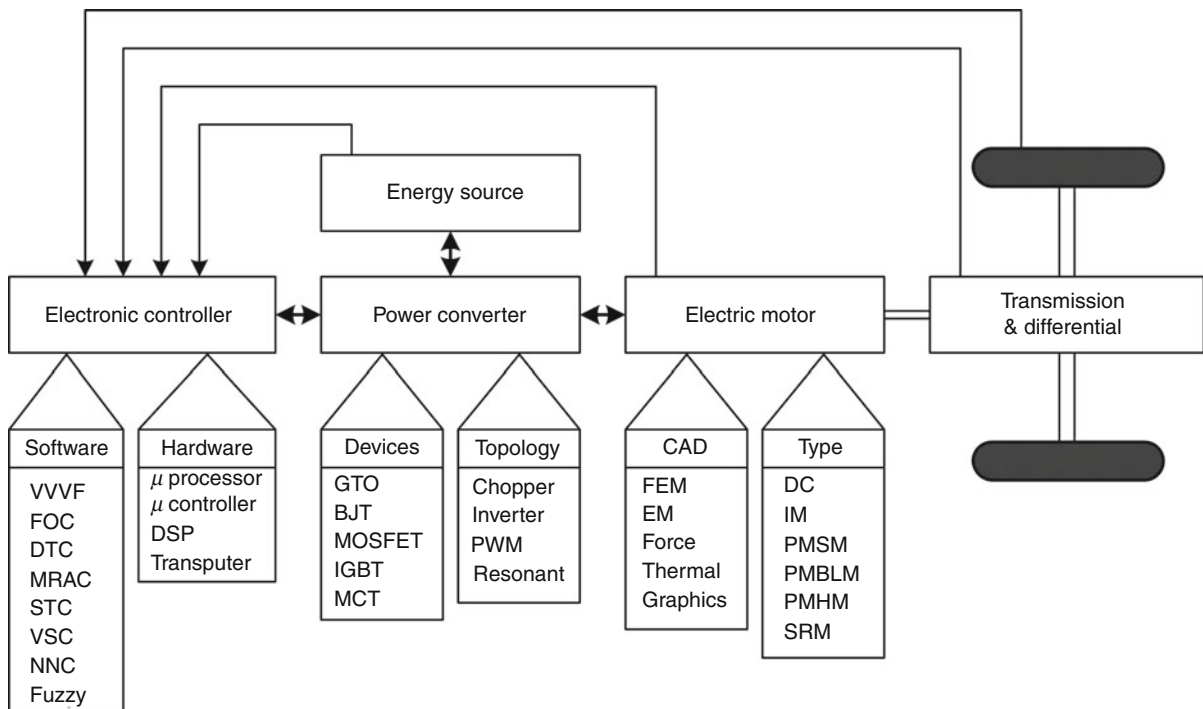 Energy source
Electronic controller
Power converter
Electric motor
Transmission
& differential
Software
VVVF
FOC
DTC
MRAC
STC
VSC
NNC
Fuzzy
Hardware
μ processor
μ controller
DSP
Transputer
Devices
GTO
BJT
MOSFET
IGBT
MCT
Topology
Chopper
Inverter
PWM
Resonant
CAD
FEM
EM
Force
Thermal
Graphics
Type
DC
IM
PMSM
PMBLM
PMHM
SRM